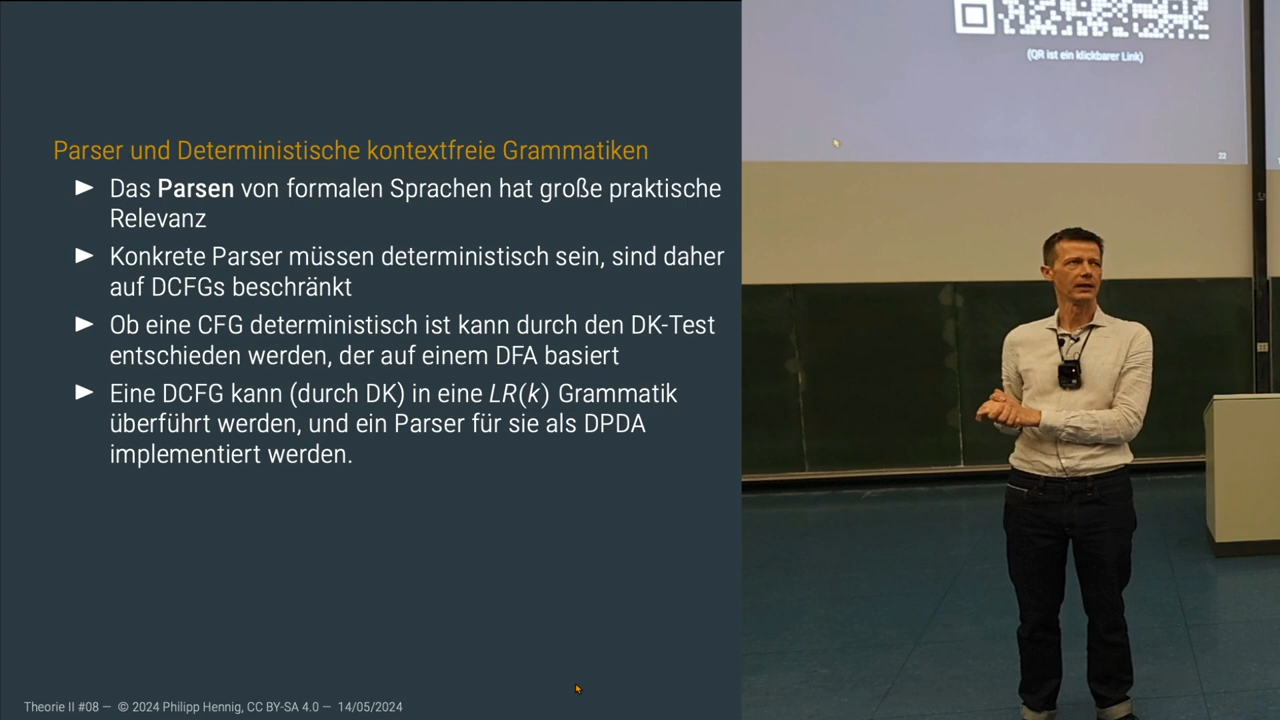 Parser und Deterministische kontextfreie Grammatiken
► Das Parsen von formalen Sprachen hat große praktische
Relevanz
► Konkrete Parser müssen deterministisch sein, sind daher
auf DCFGs beschränkt
► Ob eine CFG deterministisch ist kann durch den DK-Test
entschieden werden, der auf einem DFA basiert
► Eine DCFG kann (durch DK) in eine LR(k) Grammatik
überführt werden, und ein Parser für sie als DPDA
implementiert werden.
Theorie II #08 — © 2024 Philipp Hennig, CC BY-SA 4.0 — 14/05/2024
(QR ist ein klickbarer Link)
22